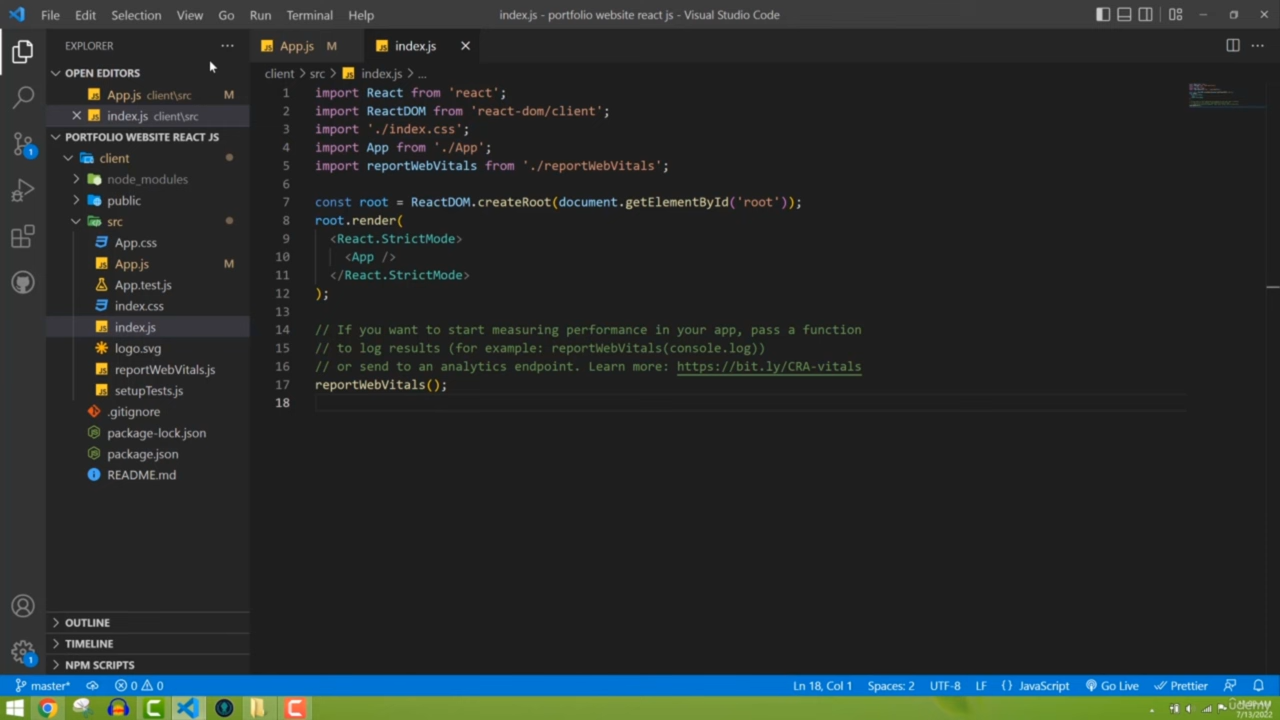 File Edit Selection View Go Run Terminal Help
index.js - portfolio website react js - Visual Studio Code
EXPLORER
OPEN EDITORS
App.js client\src M
index.js client\src
PORTFOLIO WEBSITE REACT JS
client
node_modules
public
src
App.css
App.js M
App.test.js
index.css
index.js
logo.svg
reportWebVitals.js
setupTests.js
.gitignore
package-lock.json
package.json
README.md
OUTLINE
TIMELINE
NPM SCRIPTS
App.js M index.js
client > src > index.js > ...
1 import React from 'react';
2 import ReactDOM from 'react-dom/client';
3 import './index.css';
4 import App from './App';
5 import reportWebVitals from './reportWebVitals';
6
7 const root = ReactDOM.createRoot(document.getElementById('root'));
8 root.render(
9 <React.StrictMode>
10 <App />
11 </React.StrictMode>
12 );
13
14 // If you want to start measuring performance in your app, pass a function
15 // to log results (for example: reportWebVitals(console.log))
16 // or send to an analytics endpoint. Learn more: https://bit.ly/CRA-vitals
17 reportWebVitals();
18
1
1
master* 0 0 Ln 18, Col 1 Spaces: 2 UTF-8 LF { } JavaScript Go Live Prettier
Udemy
7/13/2022